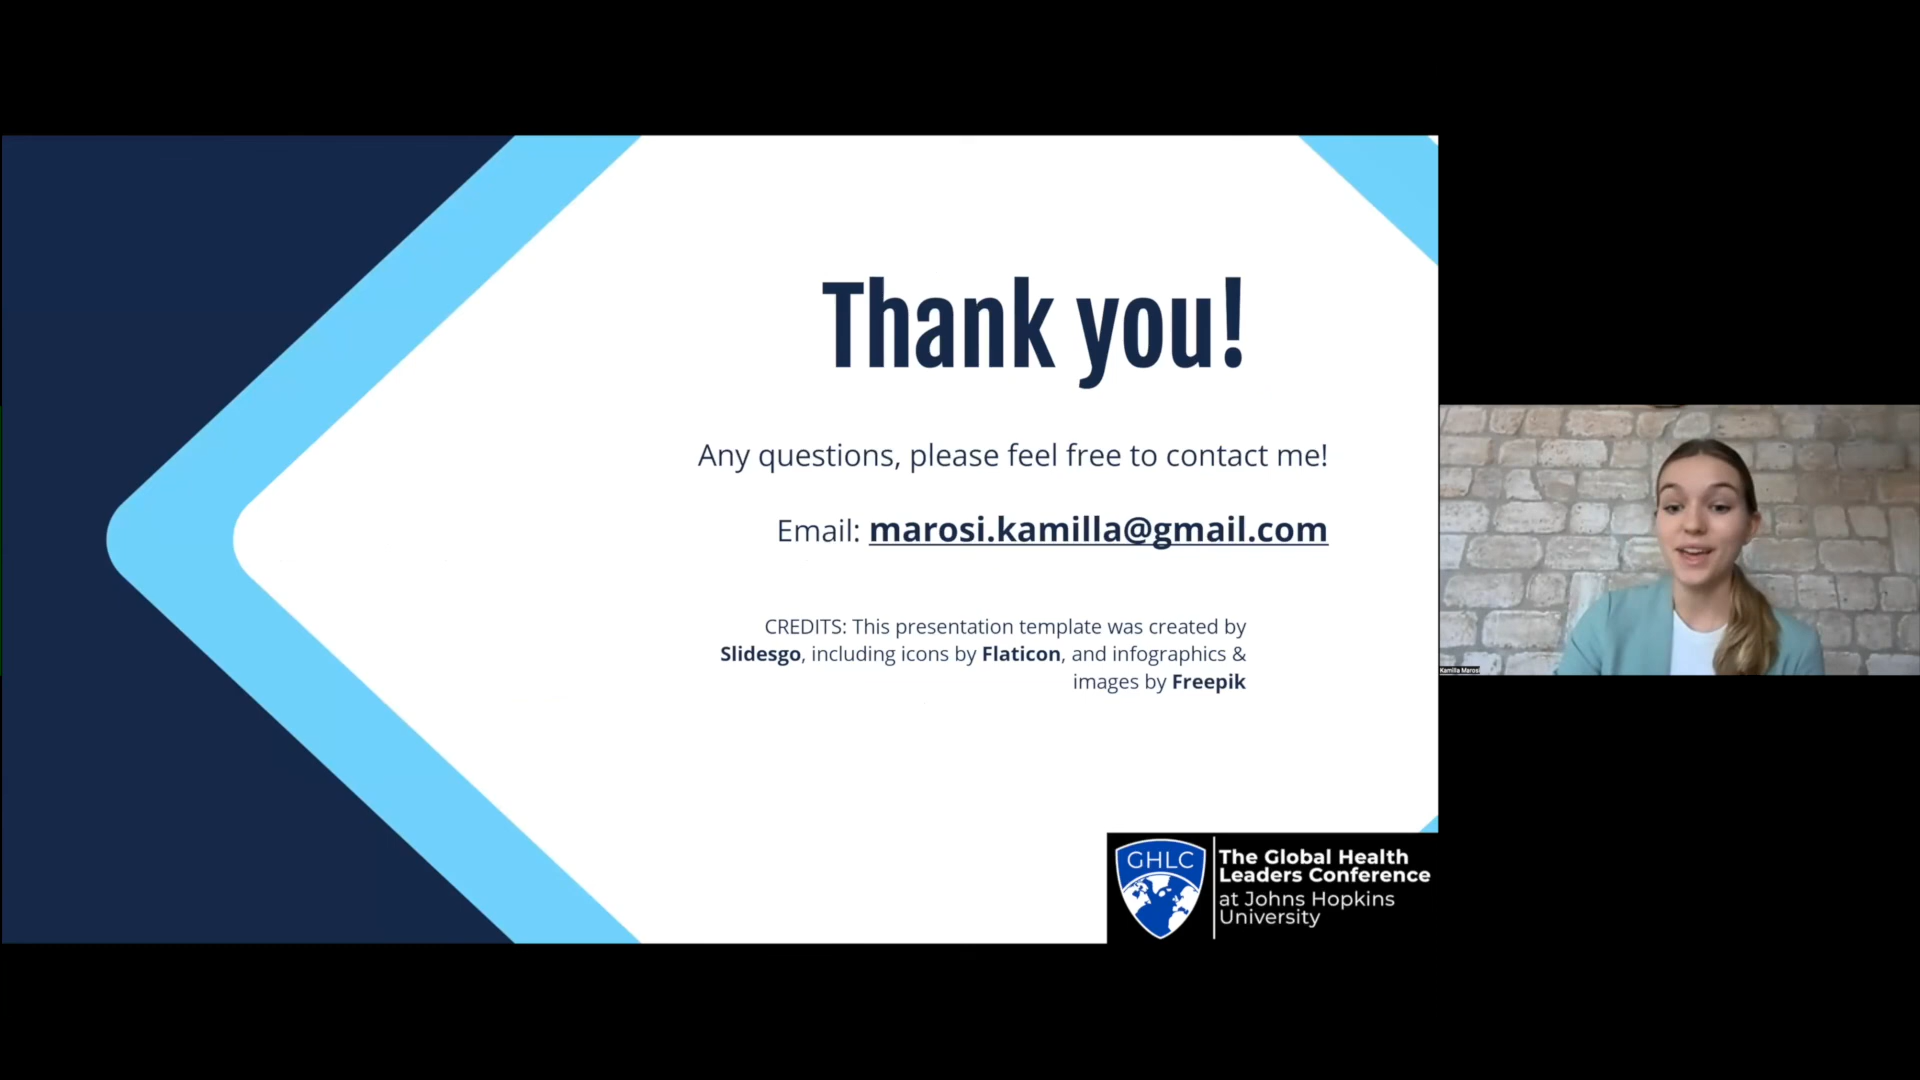 Thank you!
Any questions, please feel free to contact me!
Email: marosi.kamilla@gmail.com
CREDITS: This presentation template was created by
Slidesgo, including icons by Flaticon, and infographics &
images by Freepik
GHLC
The Global Health
Leaders Conference
at Johns Hopkins
University
Kamilla Marosi